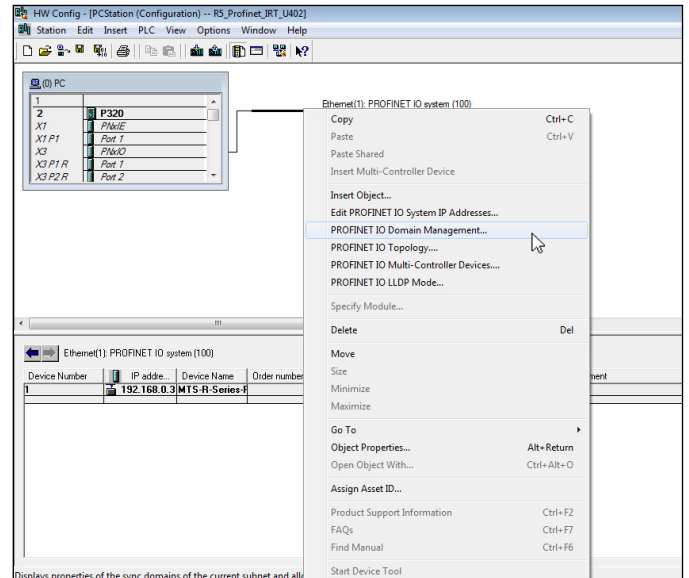 HW Config - [PCStation (Configuration) -- R5_Profinet_IRT_U402]
Station Edit Insert PLC View Options Window Help
(0) PC
1
2 P320
X1 PNxIE
X1 P1 Port 1
X3 PNxIO
X3 P1 R Port 1
X3 P2 R Port 2
Ethernet(1): PROFINET IO system (100)
Copy Ctrl+C
Paste Ctrl+V
Paste Shared
Insert Multi-Controller Device
Insert Object...
Edit PROFINET IO System IP Addresses...
PROFINET IO Domain Management...
PROFINET IO Topology....
PROFINET IO Multi-Controller Devices....
PROFINET IO LLDP Mode...
Specify Module...
Delete Del
Move
Size
Minimize
Maximize
Go To
Object Properties... Alt+Return
Open Object With... Ctrl+Alt+O
Assign Asset ID...
Product Support Information Ctrl+F2
FAQs Ctrl+F7
Find Manual Ctrl+F6
Start Device Tool
Ethernet(1): PROFINET IO system (100)
Device Number IP addre... Device Name Order number ment
1 192.168.0.3 MTS-R-Series-P
Displays properties of the sync domains of the current subnet and allo